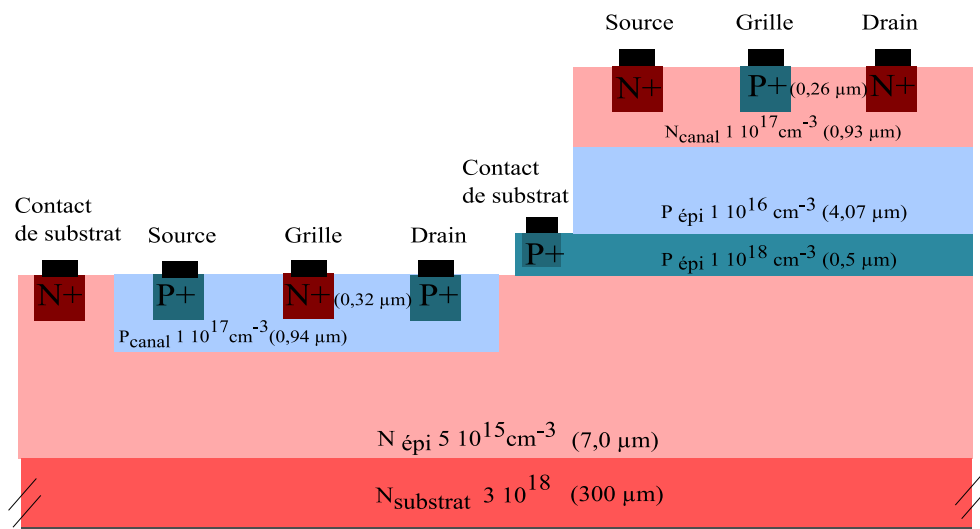 Source Grille Drain
N+ P+ (0,26 µm) N+
N canal 1 10^17 cm^-3 (0,93 µm)
Contact
de substrat
P épi 1 10^16 cm^-3 (4,07 µm)
P+
P épi 1 10^18 cm^-3 (0,5 µm)
Contact
de substrat
Source Grille Drain
N+ P+ N+ (0,32 µm) P+
P canal 1 10^17 cm^-3 (0,94 µm)
N épi 5 10^15 cm^-3 (7,0 µm)
N substrat 3 10^18 (300 µm)